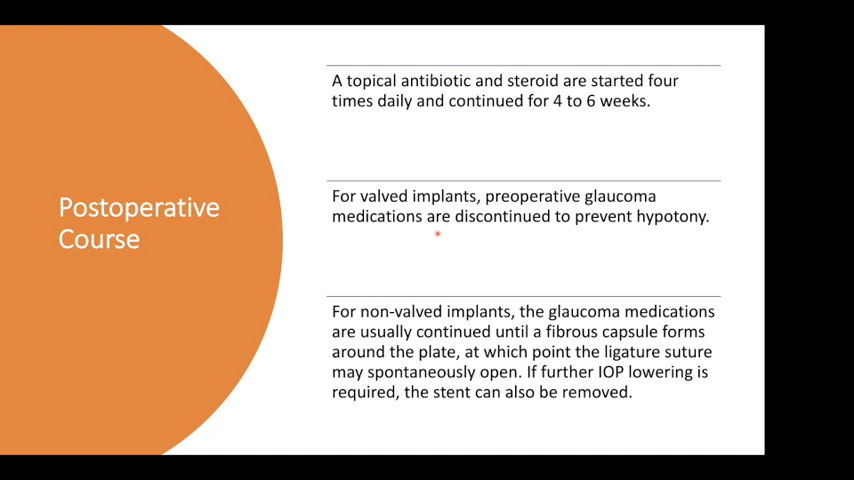 Postoperative
Course
A topical antibiotic and steroid are started four
times daily and continued for 4 to 6 weeks.
For valved implants, preoperative glaucoma
medications are discontinued to prevent hypotony.
For non-valved implants, the glaucoma medications
are usually continued until a fibrous capsule forms
around the plate, at which point the ligature suture
may spontaneously open. If further IOP lowering is
required, the stent can also be removed.